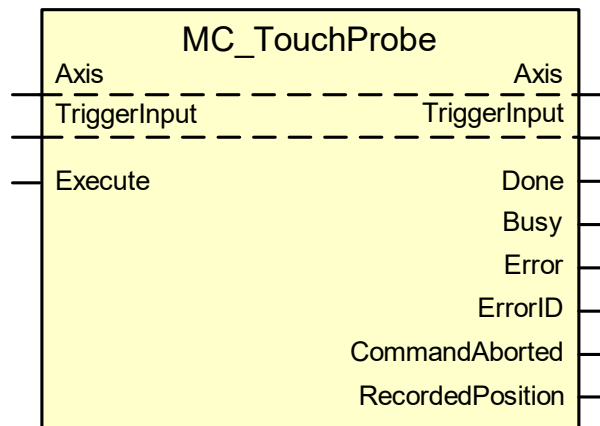 MC_TouchProbe
Axis Axis
TriggerInput TriggerInput
Execute Done
Busy
Error
ErrorID
CommandAborted
RecordedPosition